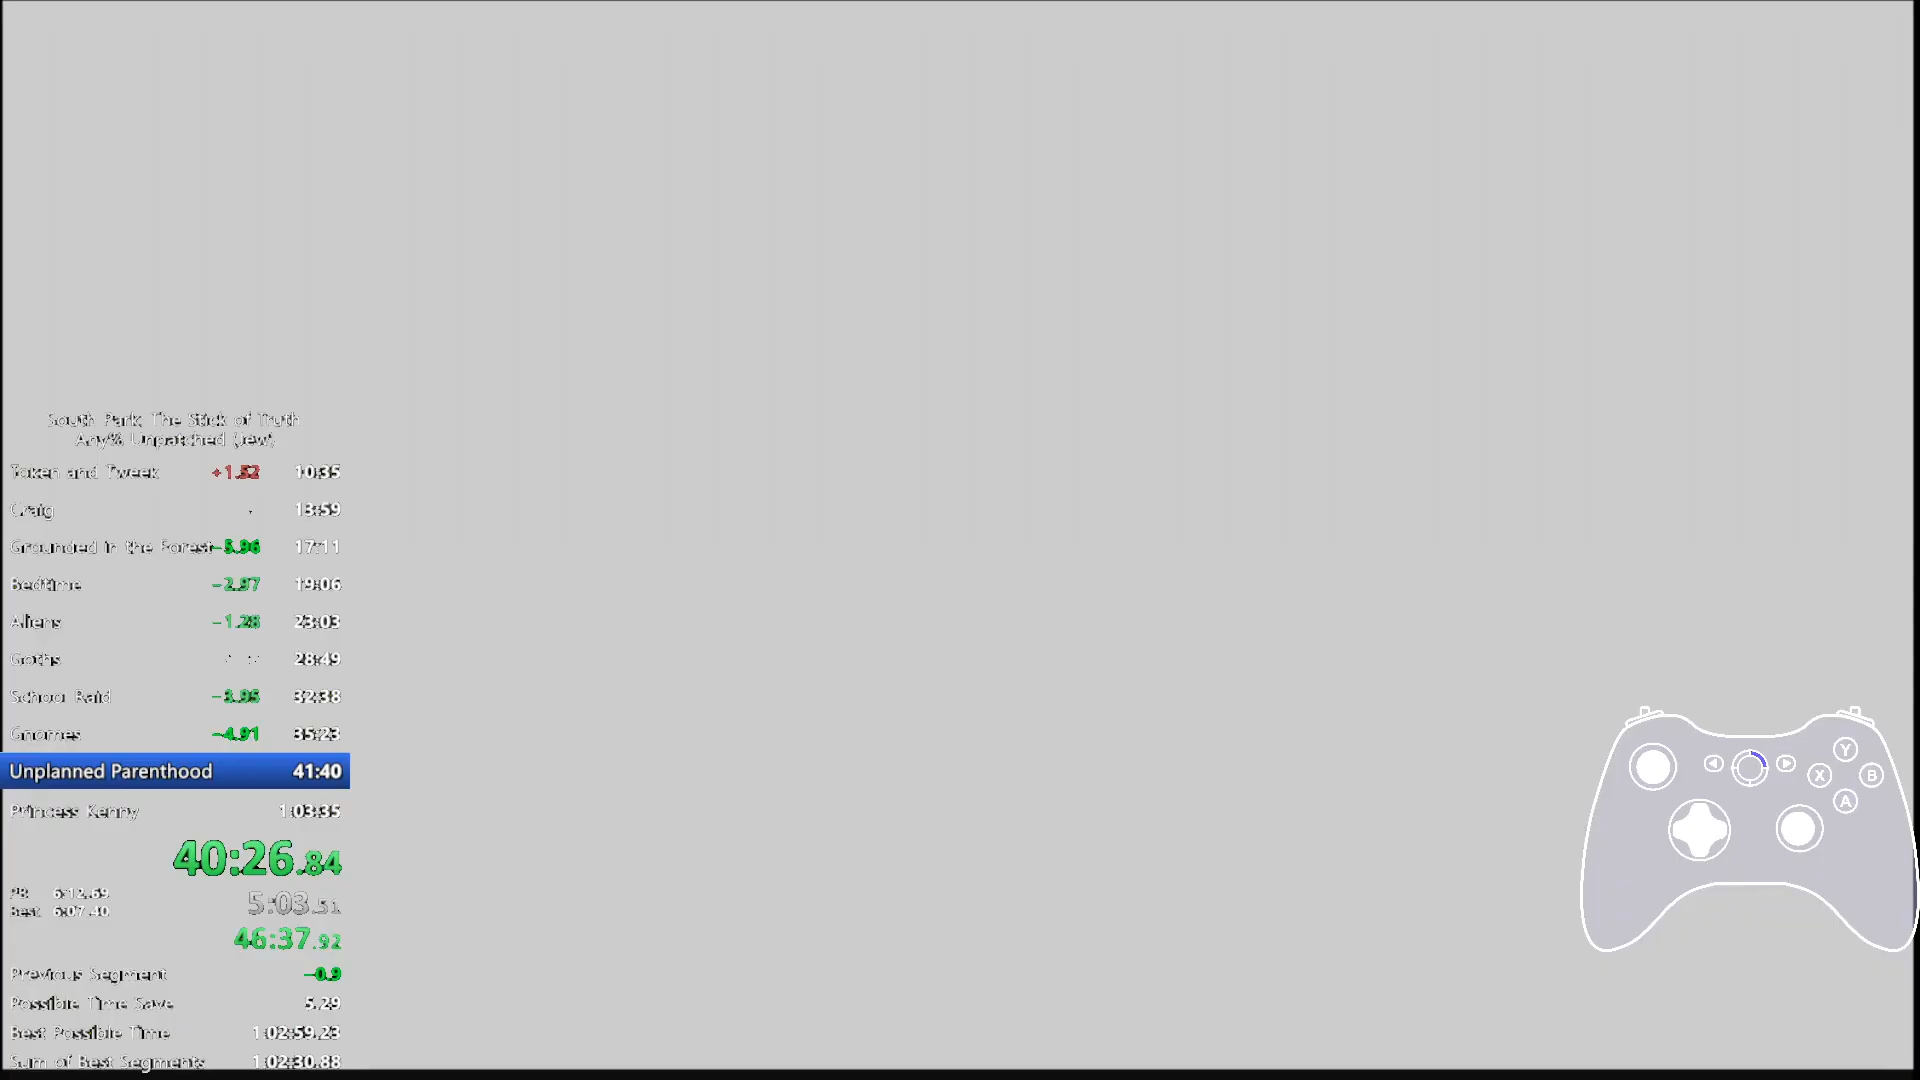 South Park: The Stick of Truth
Any% Unpatched (Jew)
Token and Tweek +1.52 10:35
Craig 13:59
Grounded in the Forest -5.96 17:11
Bedtime -2.97 19:06
Aliens -1.28 23:03
Goths 28:49
School Raid -3.95 32:38
Gnomes -4.91 35:23
Unplanned Parenthood 41:40
Princess Kenny 1:03:35
40:26.84
PB: 6:12.69 5:03.51
Best: 6:07.40
46:37.92
Previous Segment -0.9
Possible Time Save 5.29
Best Possible Time 1:02:59.23
Sum of Best Segments 1:02:30.88
Y
X B
A